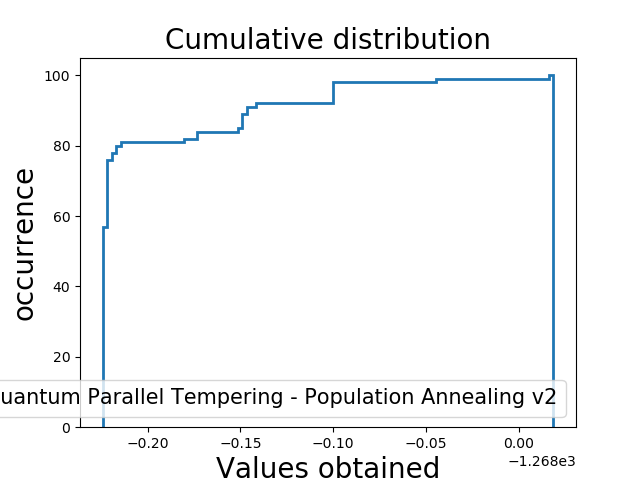 Cumulative distribution
100
80
60
40
20
0
occurrence
uantum Parallel Tempering - Population Annealing v2
−0.20 −0.15 −0.10 −0.05 0.00
−1.268e3
Values obtained